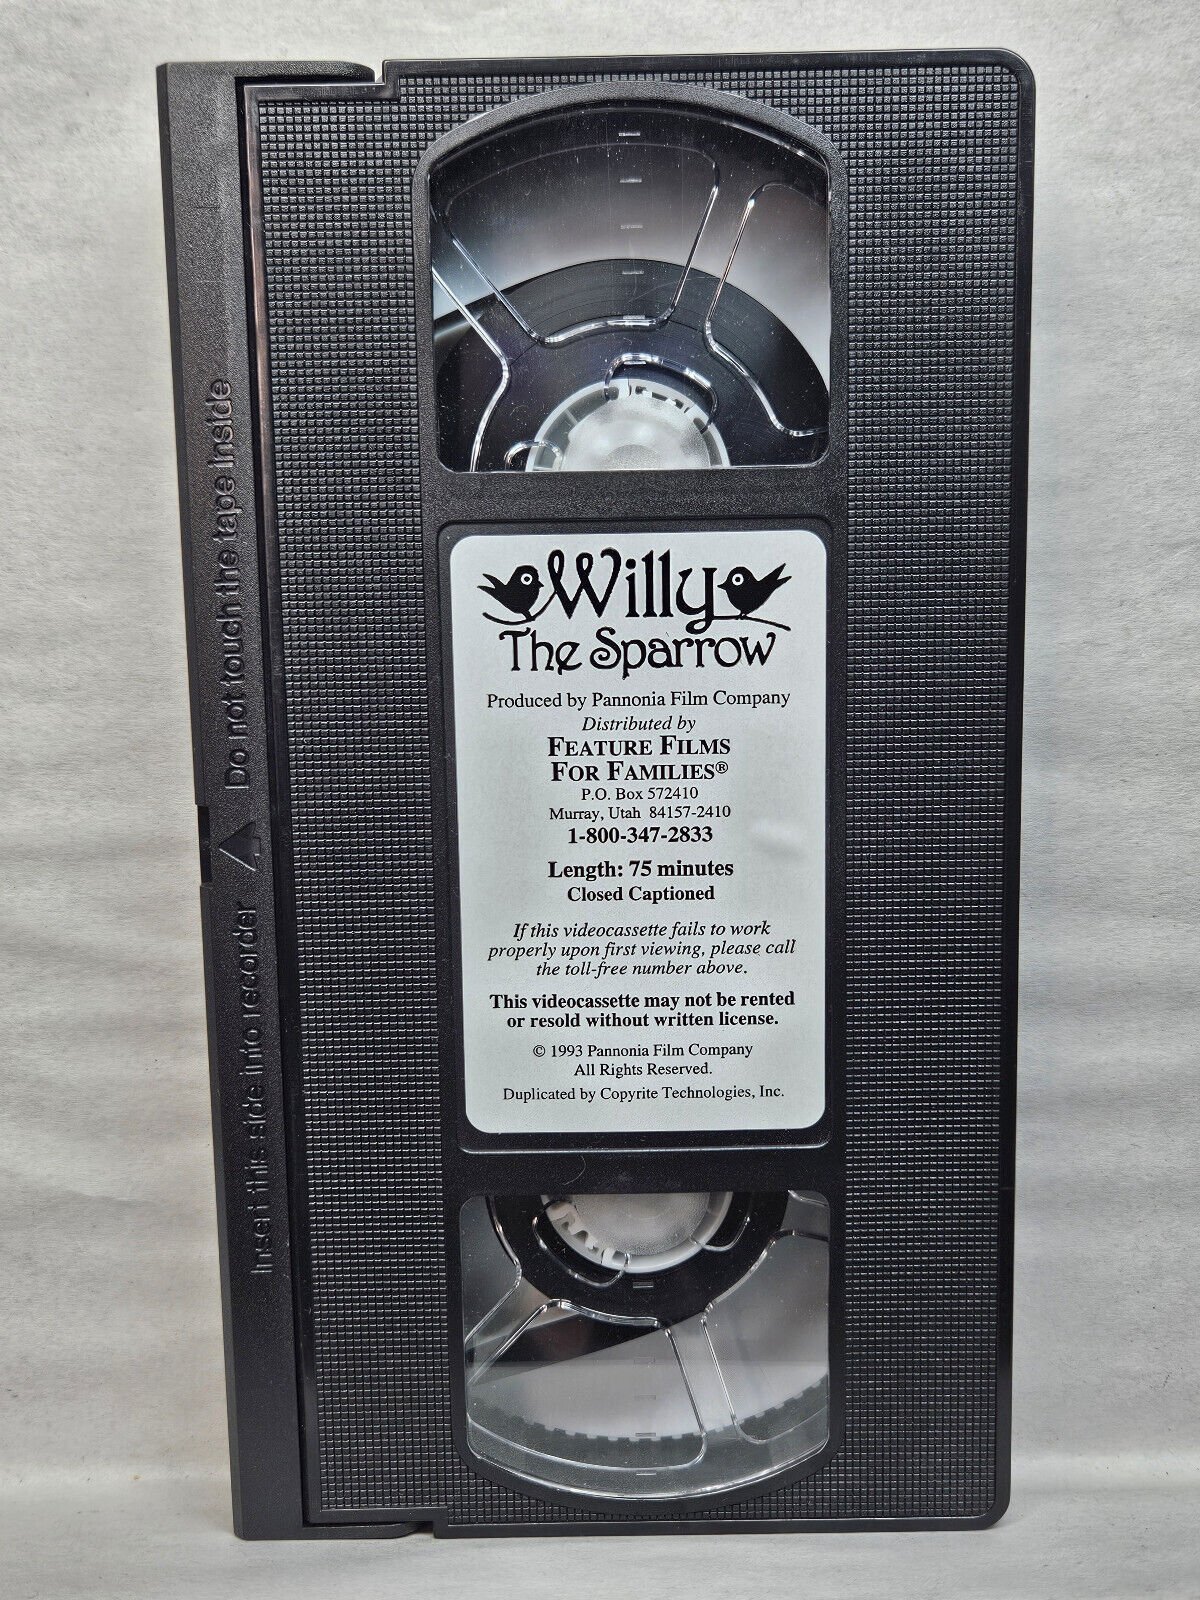 Willy
The Sparrow
Produced by Pannonia Film Company
Distributed by
FEATURE FILMS
FOR FAMILIES®
P.O. Box 572410
Murray, Utah 84157-2410
1-800-347-2833
Length: 75 minutes
Closed Captioned
If this videocassette fails to work
properly upon first viewing, please call
the toll-free number above.
This videocassette may not be rented
or resold without written license.
© 1993 Pannonia Film Company
All Rights Reserved.
Duplicated by Copyrite Technologies, Inc.
Insert this side into recorder
Do not touch the tape inside